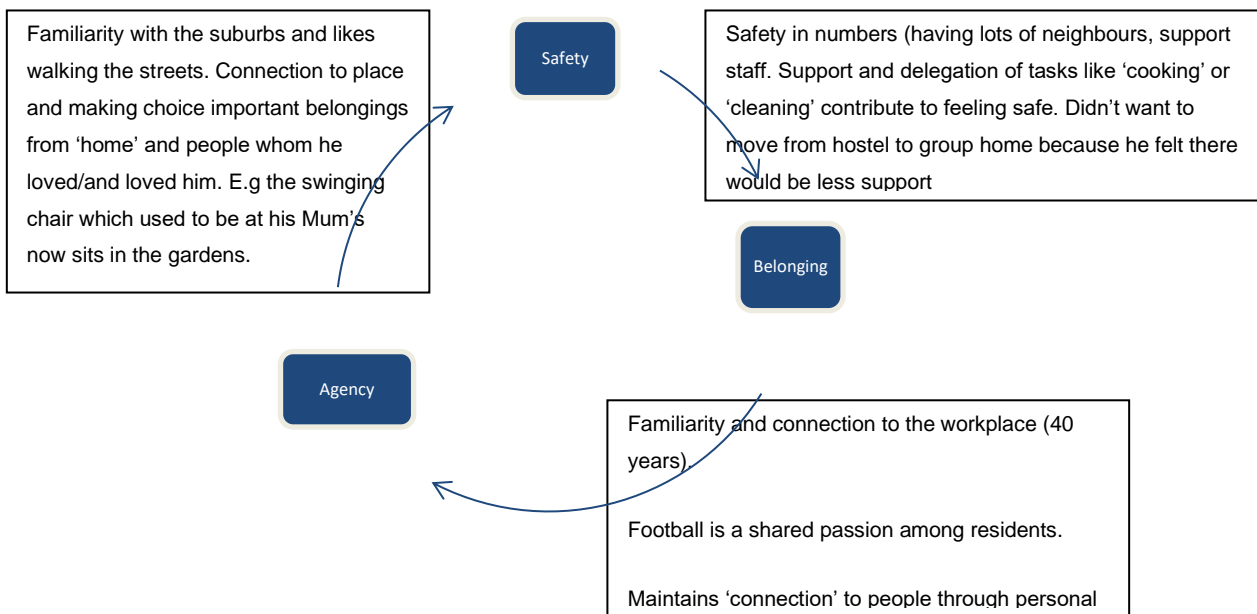 Familiarity with the suburbs and likes
walking the streets. Connection to place
and making choice important belongings
from ‘home’ and people whom he
loved/and loved him. E.g the swinging
chair which used to be at his Mum’s
now sits in the gardens.
Safety
Safety in numbers (having lots of neighbours, support
staff. Support and delegation of tasks like ‘cooking’ or
‘cleaning’ contribute to feeling safe. Didn’t want to
move from hostel to group home because he felt there
would be less support
Belonging
Agency
Familiarity and connection to the workplace (40
years).
Football is a shared passion among residents.
Maintains ‘connection’ to people through personal